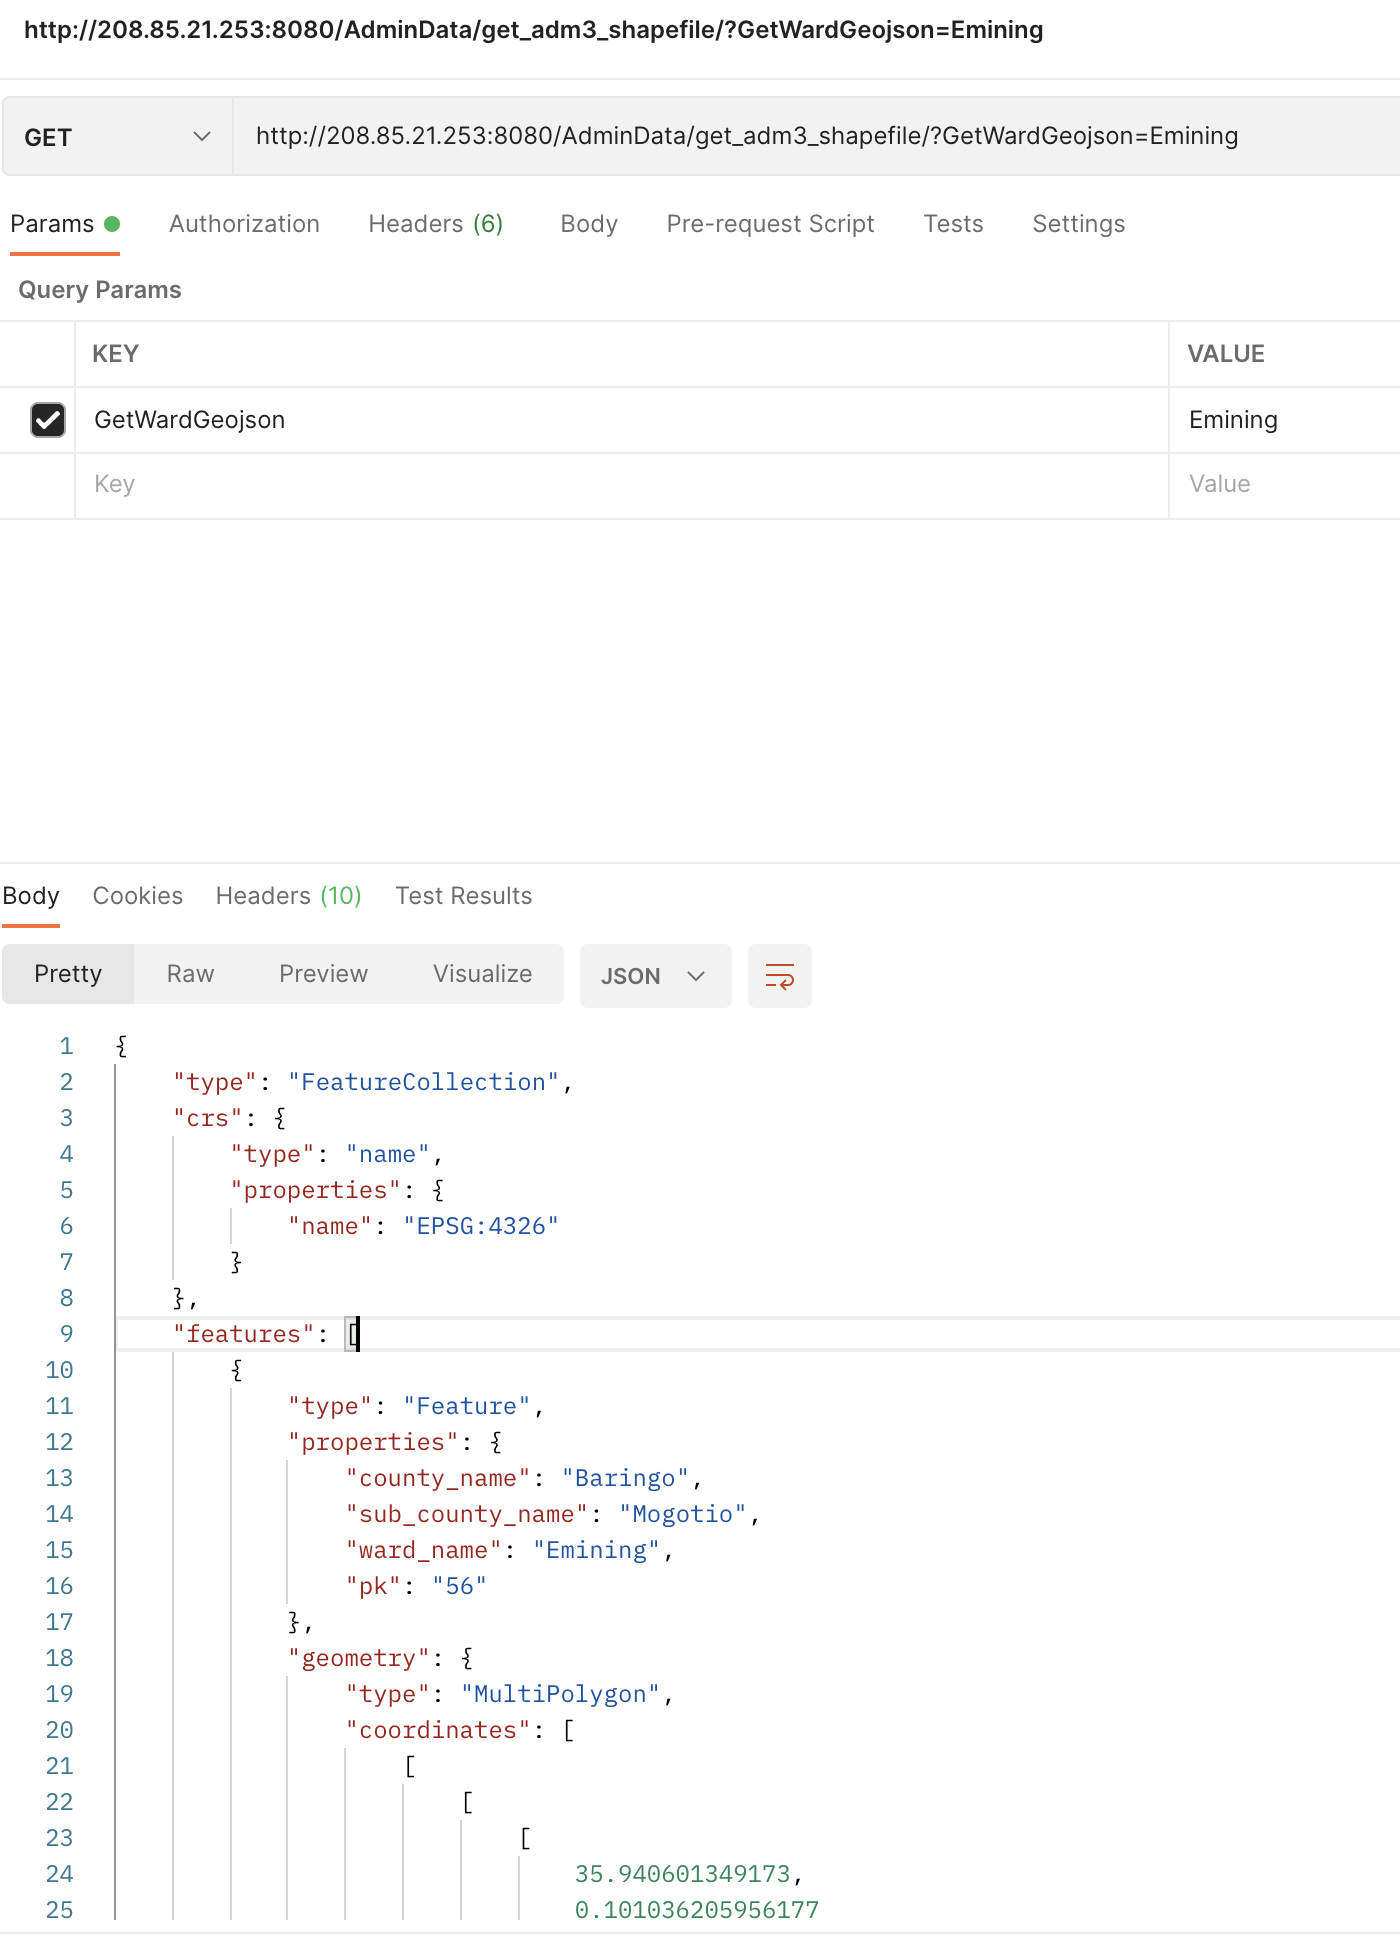 http://208.85.21.253:8080/AdminData/get_adm3_shapefile/?GetWardGeojson=Emining
GET http://208.85.21.253:8080/AdminData/get_adm3_shapefile/?GetWardGeojson=Emining
Params Authorization Headers (6) Body Pre-request Script Tests Settings
Query Params
KEY VALUE
GetWardGeojson Emining
Key Value
Body Cookies Headers (10) Test Results
Pretty Raw Preview Visualize JSON
1 {
2 "type": "FeatureCollection",
3 "crs": {
4 "type": "name",
5 "properties": {
6 "name": "EPSG:4326"
7 }
8 },
9 "features": [
10 {
11 "type": "Feature",
12 "properties": {
13 "county_name": "Baringo",
14 "sub_county_name": "Mogotio",
15 "ward_name": "Emining",
16 "pk": "56"
17 },
18 "geometry": {
19 "type": "MultiPolygon",
20 "coordinates": [
21 [
22 [
23 [
24 35.940601349173,
25 0.101036205956177